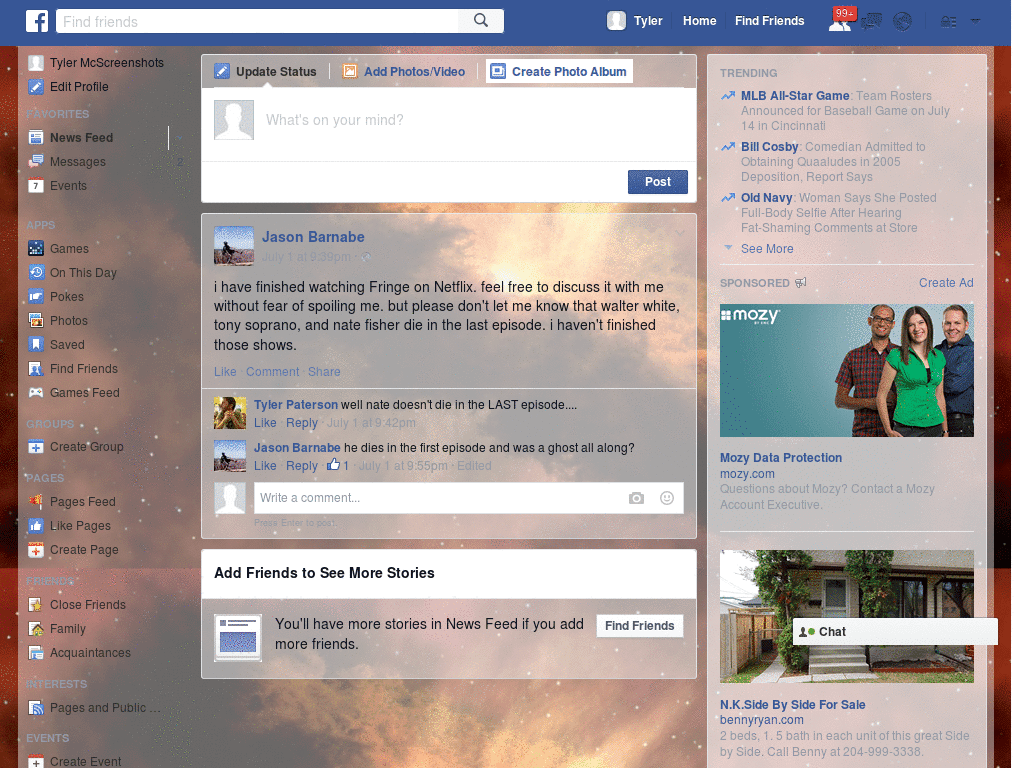 Find friends
Tyler
Home
Find Friends
99+
Tyler McScreenshots
Edit Profile
FAVORITES
News Feed
Messages
2
Events
APPS
Games
On This Day
Pokes
Photos
Saved
Find Friends
Games Feed
GROUPS
Create Group
PAGES
Pages Feed
Like Pages
Create Page
FRIENDS
Close Friends
Family
Acquaintances
INTERESTS
Pages and Public ...
EVENTS
Create Event
Update Status
Add Photos/Video
Create Photo Album
What's on your mind?
Post
Jason Barnabe
July 1 at 9:39pm ·
i have finished watching Fringe on Netflix. feel free to discuss it with me
without fear of spoiling me. but please don't let me know that walter white,
tony soprano, and nate fisher die in the last episode. i haven't finished
those shows.
Like · Comment · Share
Tyler Paterson well nate doesn't die in the LAST episode....
Like · Reply · July 1 at 9:42pm
Jason Barnabe he dies in the first episode and was a ghost all along?
Like · Reply · 1 · July 1 at 9:55pm · Edited
Write a comment...
Press Enter to post.
Add Friends to See More Stories
You'll have more stories in News Feed if you add
more friends.
Find Friends
TRENDING
MLB All-Star Game: Team Rosters
Announced for Baseball Game on July
14 in Cincinnati
Bill Cosby: Comedian Admitted to
Obtaining Quaaludes in 2005
Deposition, Report Says
Old Navy: Woman Says She Posted
Full-Body Selfie After Hearing
Fat-Shaming Comments at Store
See More
SPONSORED
Create Ad
mozy
BY EMC
Mozy Data Protection
mozy.com
Questions about Mozy? Contact a Mozy
Account Executive.
Chat
N.K.Side By Side For Sale
bennyryan.com
2 beds, 1. 5 bath in each unit of this great Side
by Side. Call Benny at 204-999-3338.